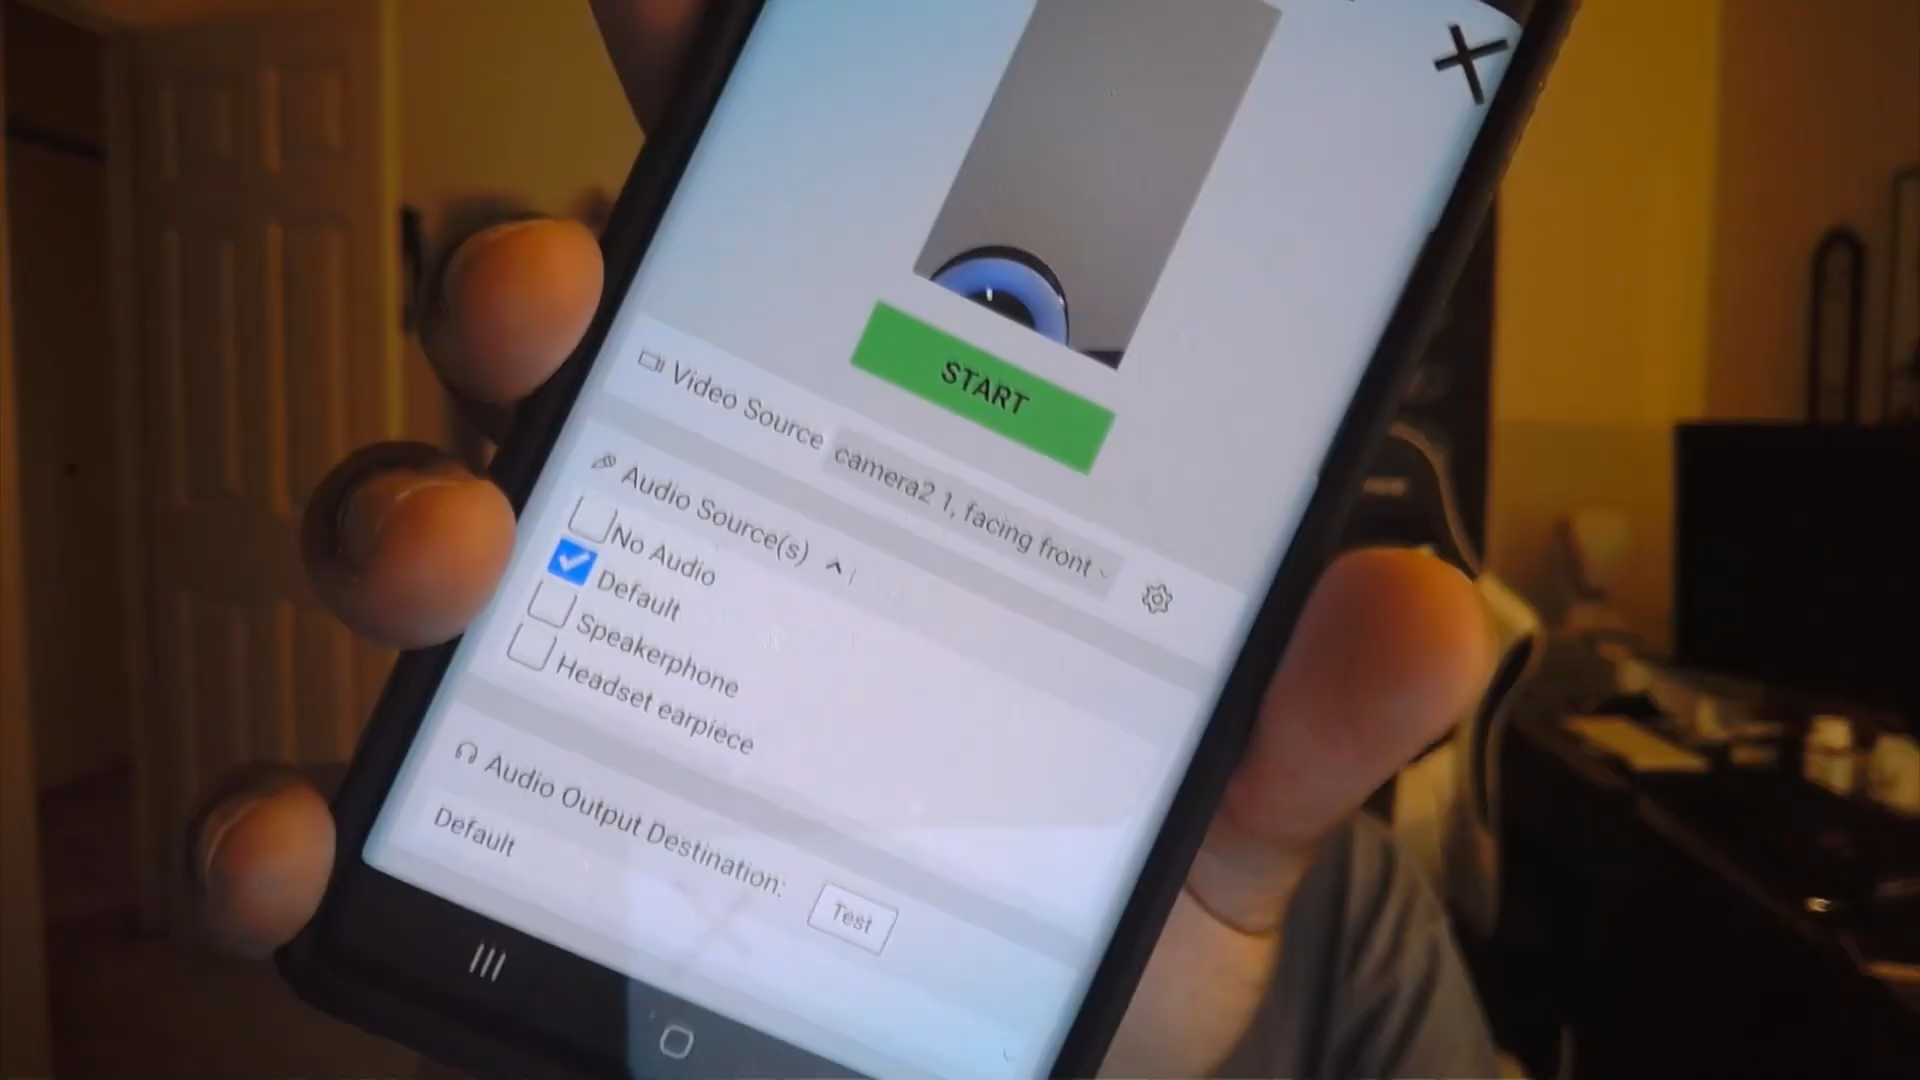 START
Video Source camera2 1, facing front
Audio Source(s)
No Audio
Default
Speakerphone
Headset earpiece
Audio Output Destination:
Test
Default